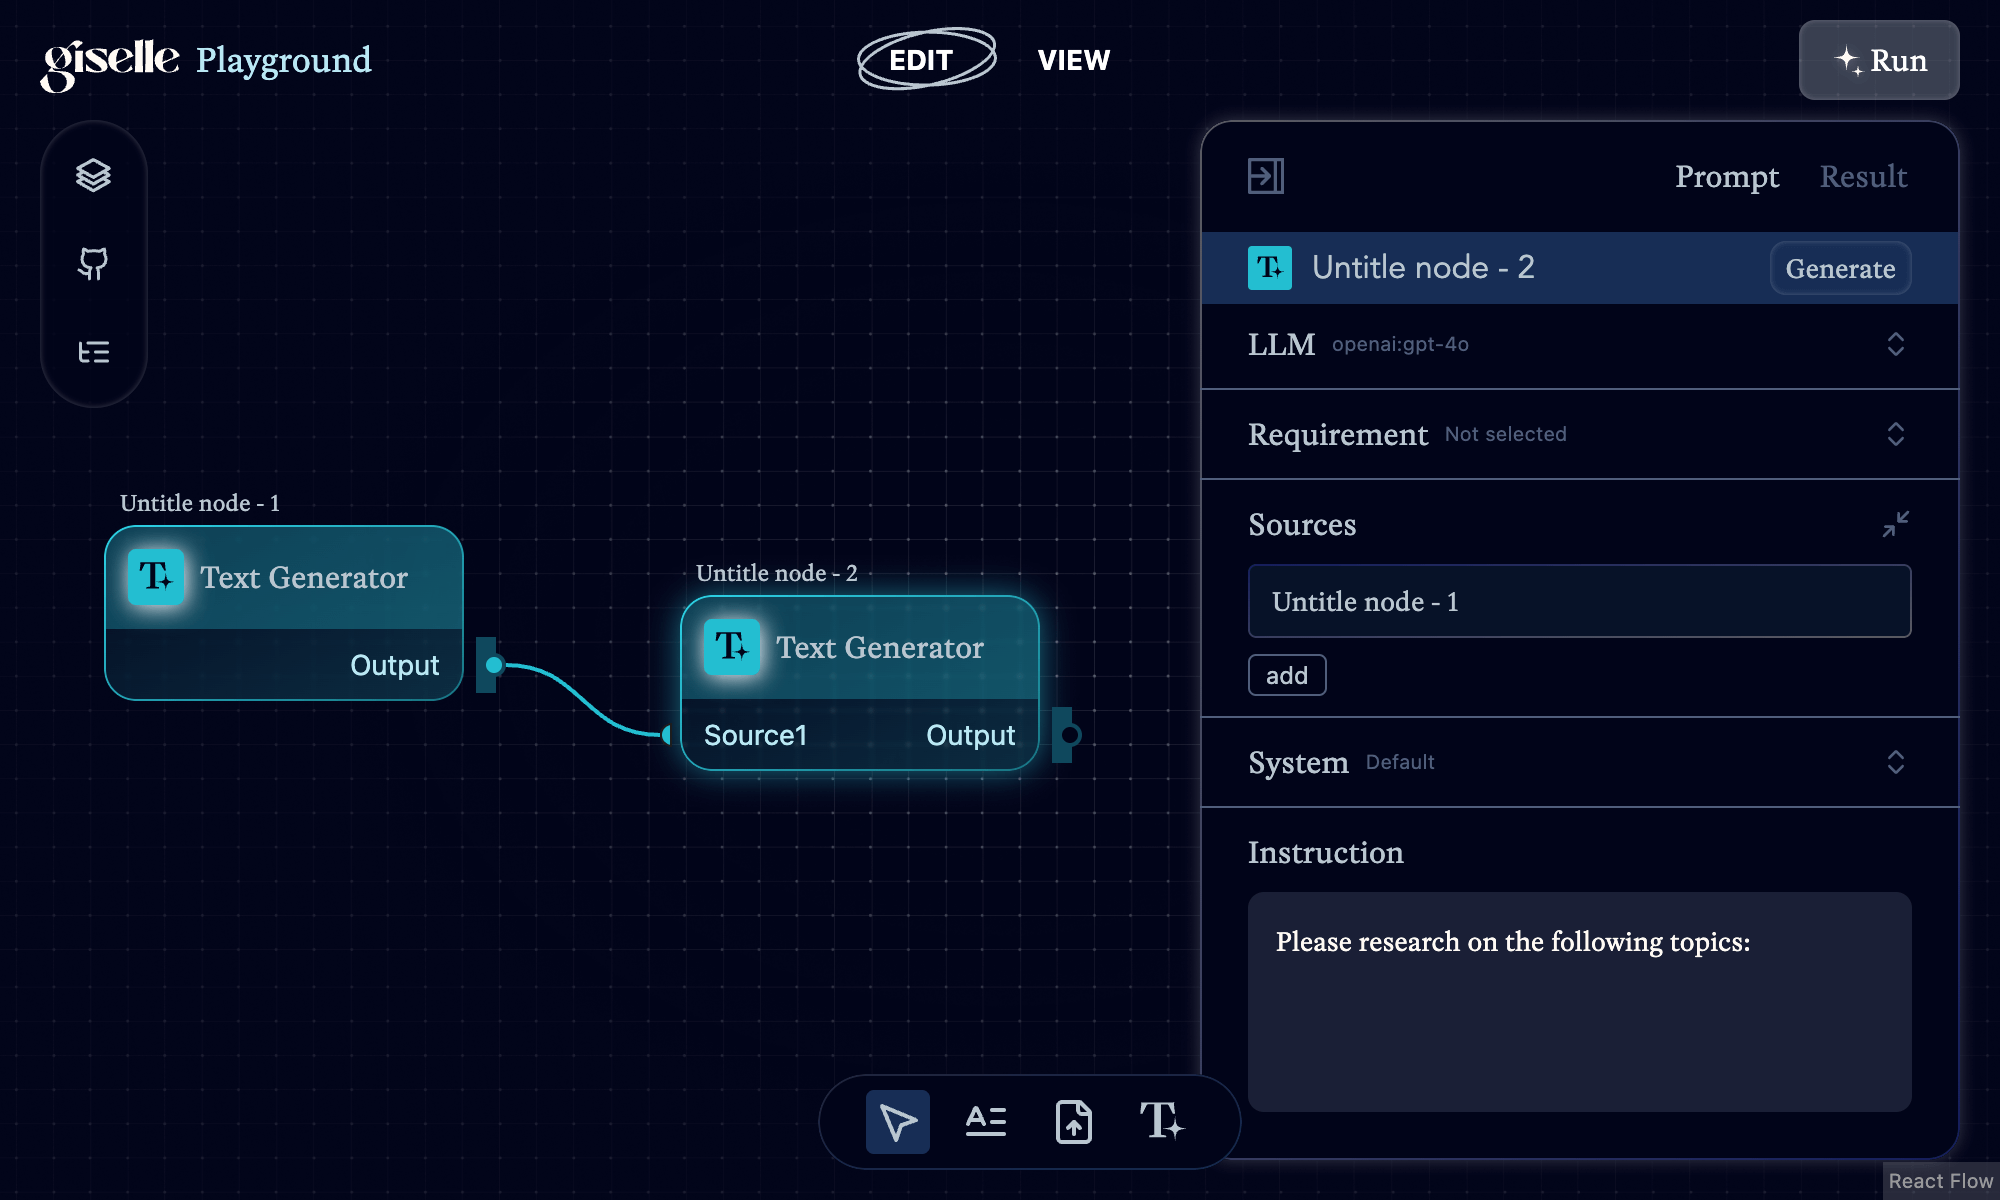 giselle Playground
EDIT
VIEW
Run
Prompt
Result
Untitle node - 2
Generate
LLM openai:gpt-4o
Requirement Not selected
Sources
Untitle node - 1
add
System Default
Instruction
Please research on the following topics:
Untitle node - 1
T Text Generator
Output
Untitle node - 2
T Text Generator
Source1
Output
React Flow